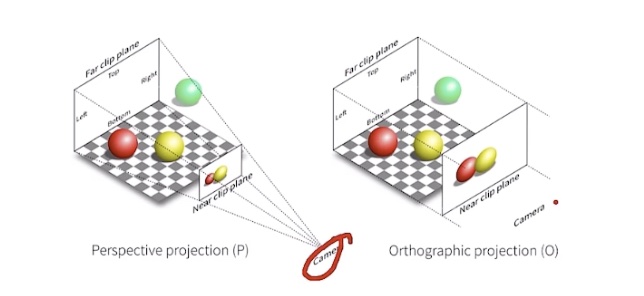 Far clip plane
Top
Right
Left
Bottom
Near clip plane
Camera
Perspective projection (P)
Far clip plane
Top
Right
Left
Bottom
Near clip plane
Camera
Orthographic projection (O)